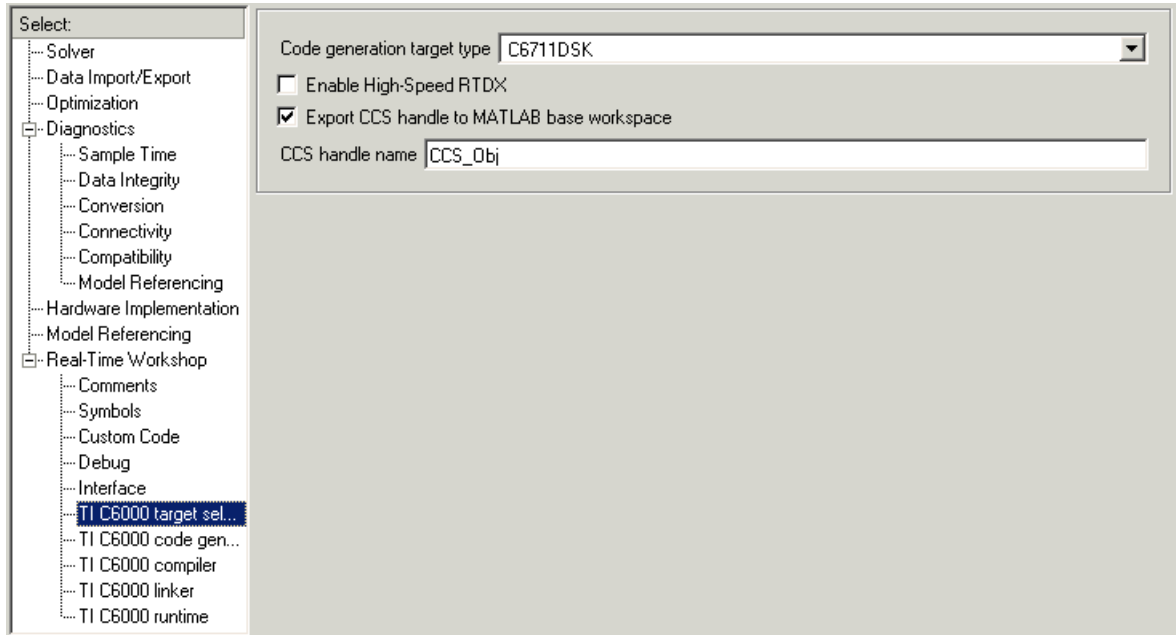 Select:
Solver
Data Import/Export
Optimization
Diagnostics
Sample Time
Data Integrity
Conversion
Connectivity
Compatibility
Model Referencing
Hardware Implementation
Model Referencing
Real-Time Workshop
Comments
Symbols
Custom Code
Debug
Interface
TI C6000 target sel...
TI C6000 code gen...
TI C6000 compiler
TI C6000 linker
TI C6000 runtime
Code generation target type C6711DSK
Enable High-Speed RTDX
Export CCS handle to MATLAB base workspace
CCS handle name CCS_Obj